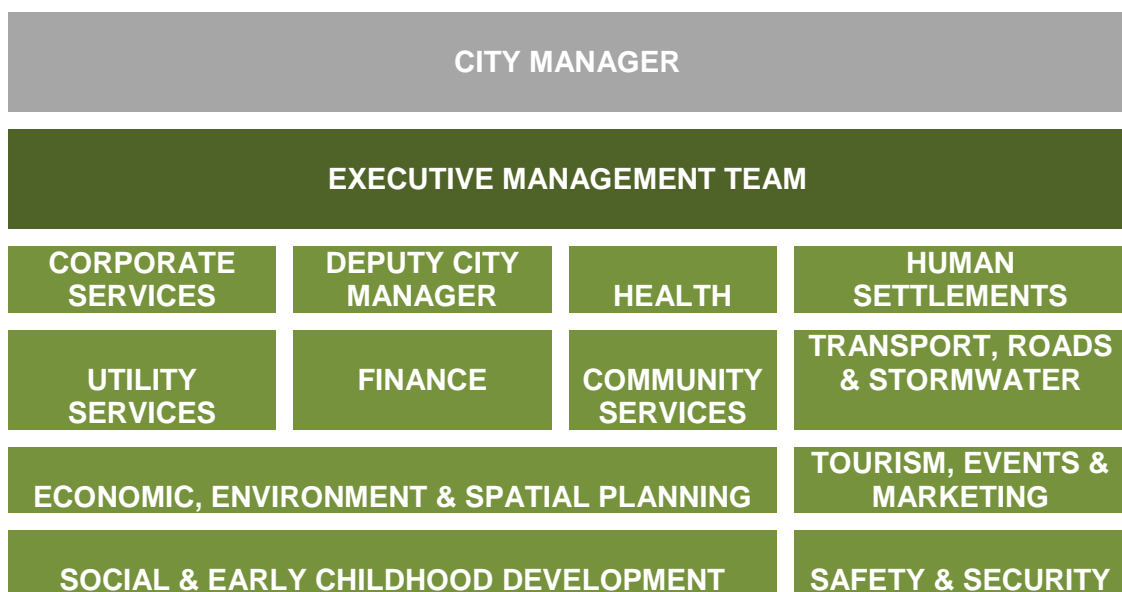 CITY MANAGER
EXECUTIVE MANAGEMENT TEAM
CORPORATE
SERVICES
DEPUTY CITY
MANAGER
HEALTH
HUMAN
SETTLEMENTS
UTILITY
SERVICES
FINANCE
COMMUNITY
SERVICES
TRANSPORT, ROADS
& STORMWATER
ECONOMIC, ENVIRONMENT & SPATIAL PLANNING
TOURISM, EVENTS &
MARKETING
SOCIAL & EARLY CHILDHOOD DEVELOPMENT
SAFETY & SECURITY